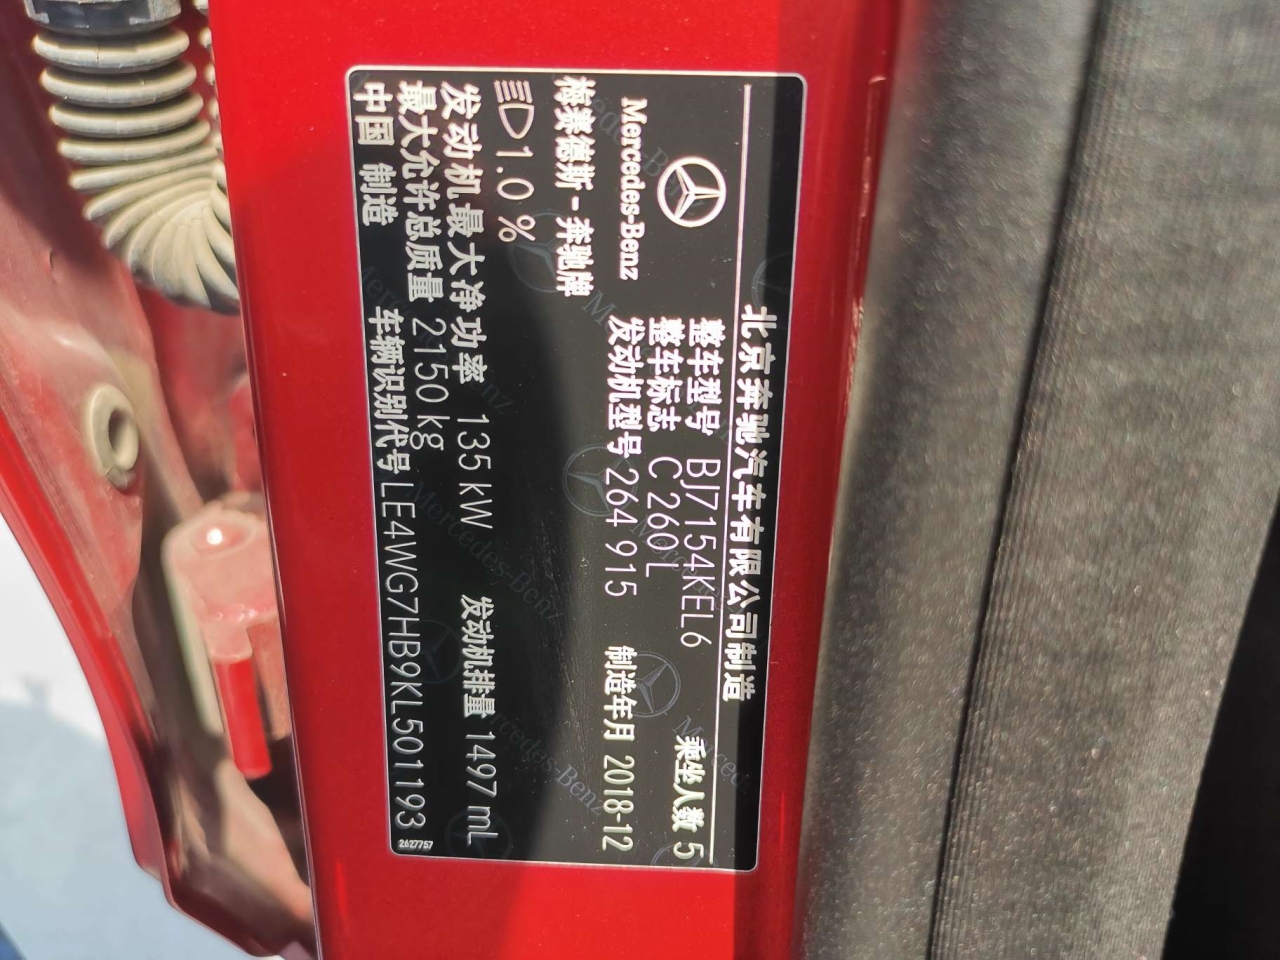 北京奔驰汽车有限公司制造
Mercedes-Benz
梅赛德斯-奔驰牌
整车型号 BJ7154KEL6
乘坐人数 5
整车标志 C 260 L
发动机型号 264 915
制造年月 2018-12
1.0 %
发动机最大净功率 135 kW
发动机排量 1497 mL
最大允许总质量 2150 kg
中国 制造
车辆识别代号 LE4WG7HB9KL501193
2627757